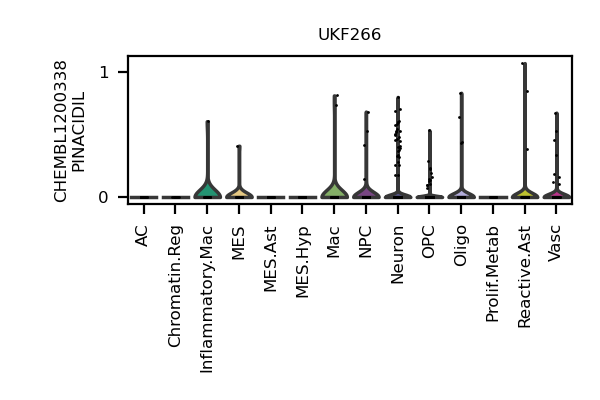 UKF266
CHEMBL1200338
PINACIDIL
1
0
AC
Chromatin.Reg
Inflammatory.Mac
MES
MES.Ast
MES.Hyp
Mac
NPC
Neuron
OPC
Oligo
Prolif.Metab
Reactive.Ast
Vasc